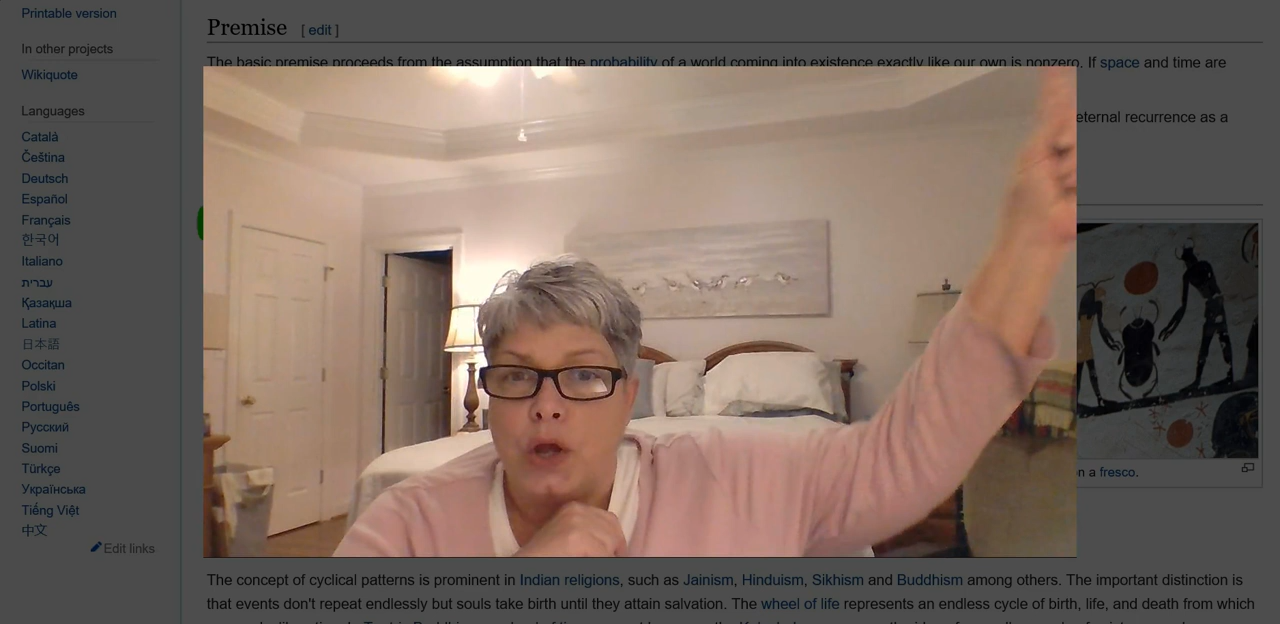 Printable version
In other projects
Wikiquote
Languages
Català
Čeština
Deutsch
Español
Français
한국어
Italiano
עברית
Қазақша
Latina
日本語
Occitan
Polski
Português
Русский
Suomi
Türkçe
Українська
Tiếng Việt
中文
Edit links
Premise [ edit ]
The basic premise proceeds from the assumption that the probability of a world coming into existence exactly like our own is nonzero. If space and time are
eternal recurrence as a
on a fresco.
The concept of cyclical patterns is prominent in Indian religions, such as Jainism, Hinduism, Sikhism and Buddhism among others. The important distinction is
that events don't repeat endlessly but souls take birth until they attain salvation. The wheel of life represents an endless cycle of birth, life, and death from which